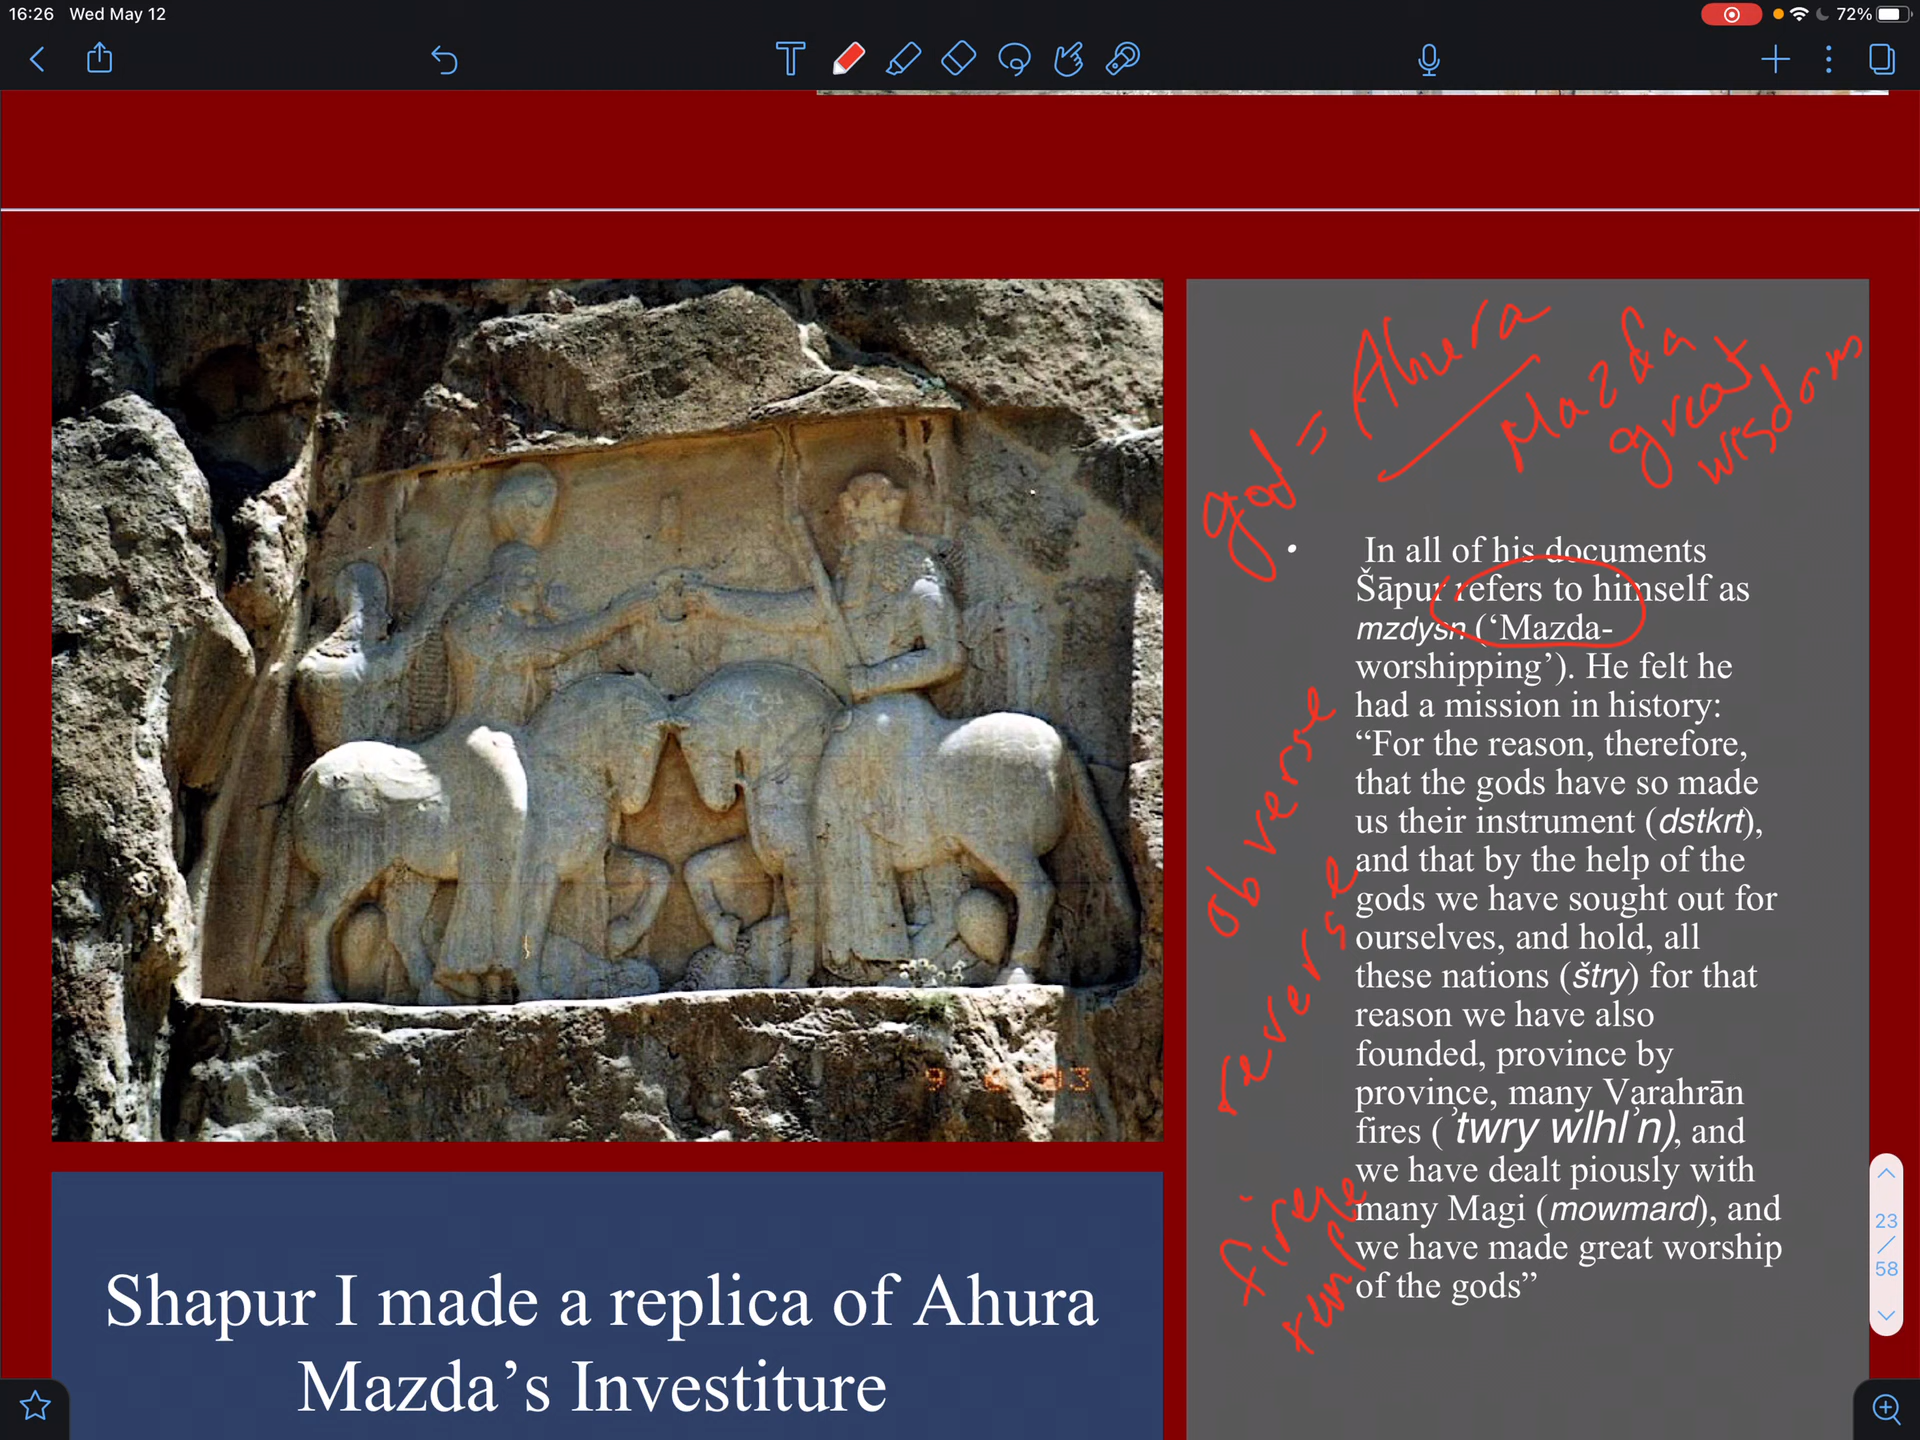 16:26 Wed May 12
72%
T
god = Ahura
Mazda
great
wisdom
• In all of his documents
Šāpur refers to himself as
mzdysn (‘Mazda-
worshipping’). He felt he
had a mission in history:
“For the reason, therefore,
that the gods have so made
us their instrument (dstkrt),
and that by the help of the
gods we have sought out for
ourselves, and hold, all
these nations (štry) for that
reason we have also
founded, province by
province, many Varahrān
fires (ʾtwry wlhlʾn), and
we have dealt piously with
many Magi (mowmard), and
we have made great worship
of the gods”
obverse
reverse
fire
temple
Shapur I made a replica of Ahura
Mazda’s Investiture
23
/
58